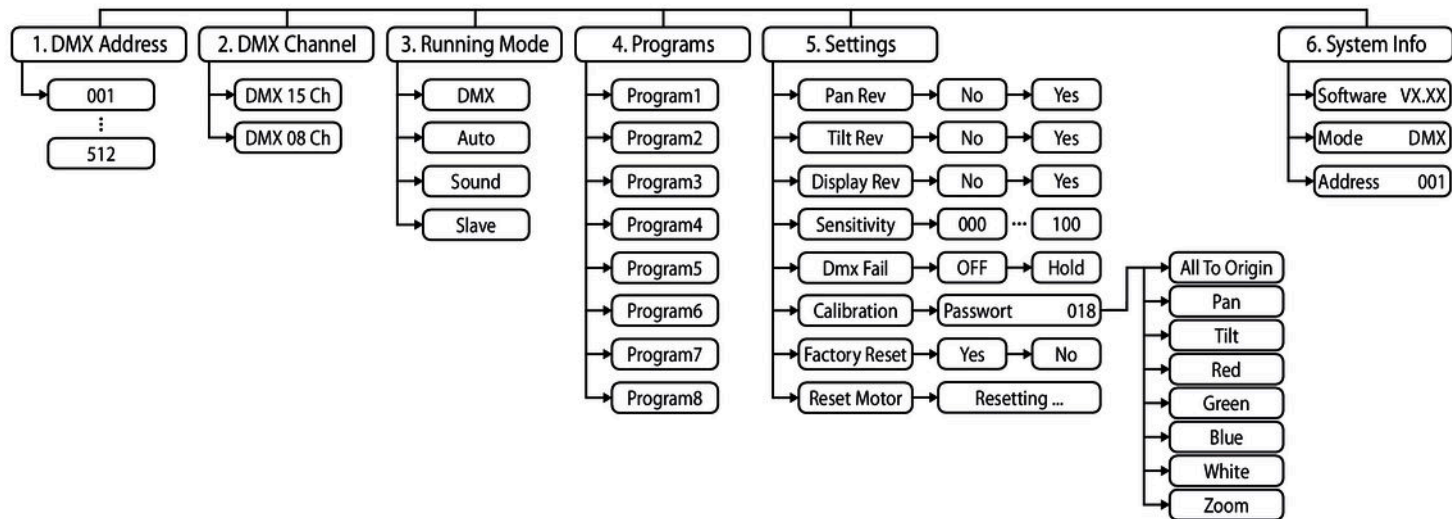 1. DMX Address
001
⋮
512
2. DMX Channel
DMX 15 Ch
DMX 08 Ch
3. Running Mode
DMX
Auto
Sound
Slave
4. Programs
Program1
Program2
Program3
Program4
Program5
Program6
Program7
Program8
5. Settings
Pan Rev No Yes
Tilt Rev No Yes
Display Rev No Yes
Sensitivity 000 ... 100
Dmx Fail OFF Hold
Calibration Passwort 018
All To Origin
Pan
Tilt
Red
Green
Blue
White
Zoom
Factory Reset Yes No
Reset Motor Resetting ...
6. System Info
Software VX.XX
Mode DMX
Address 001